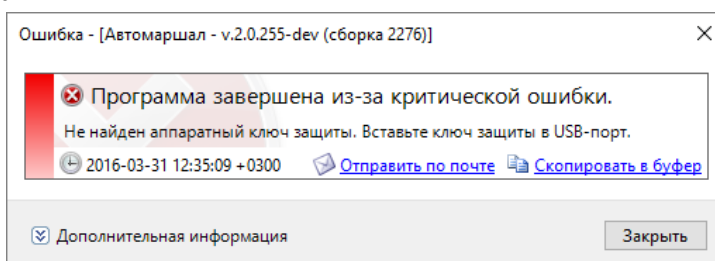 Ошибка - [Автомаршал - v.2.0.255-dev (сборка 2276)]
Программа завершена из-за критической ошибки.
Не найден аппаратный ключ защиты. Вставьте ключ защиты в USB-порт.
2016-03-31 12:35:09 +0300 Отправить по почте Скопировать в буфер
Дополнительная информация Закрыть